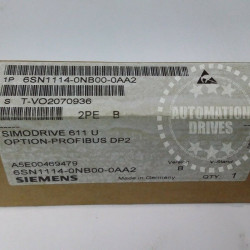 1P 6SN1114-0NB00-0AA2
S T-VO2070936
2PE B
AUTOMATION
DRIVES
SIMODRIVE 611 U
OPTION-PROFIBUS DP2
A5E00469479
6SN1114-0NB00-0AA2
Version
B
SIEMENS
Made in Germany
QTY.
1